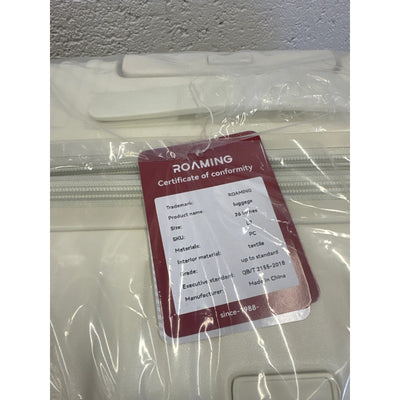 ROAMING
Certificate of conformity
Trademark: ROAMING
Product name: luggage
Size: 26 inches
SKU: L1
Materials: PC
Interior material: textile
Grade: up to standard
Executive standard: QB/T 2155-2018
Manufacturer: Made in China
since-1988-